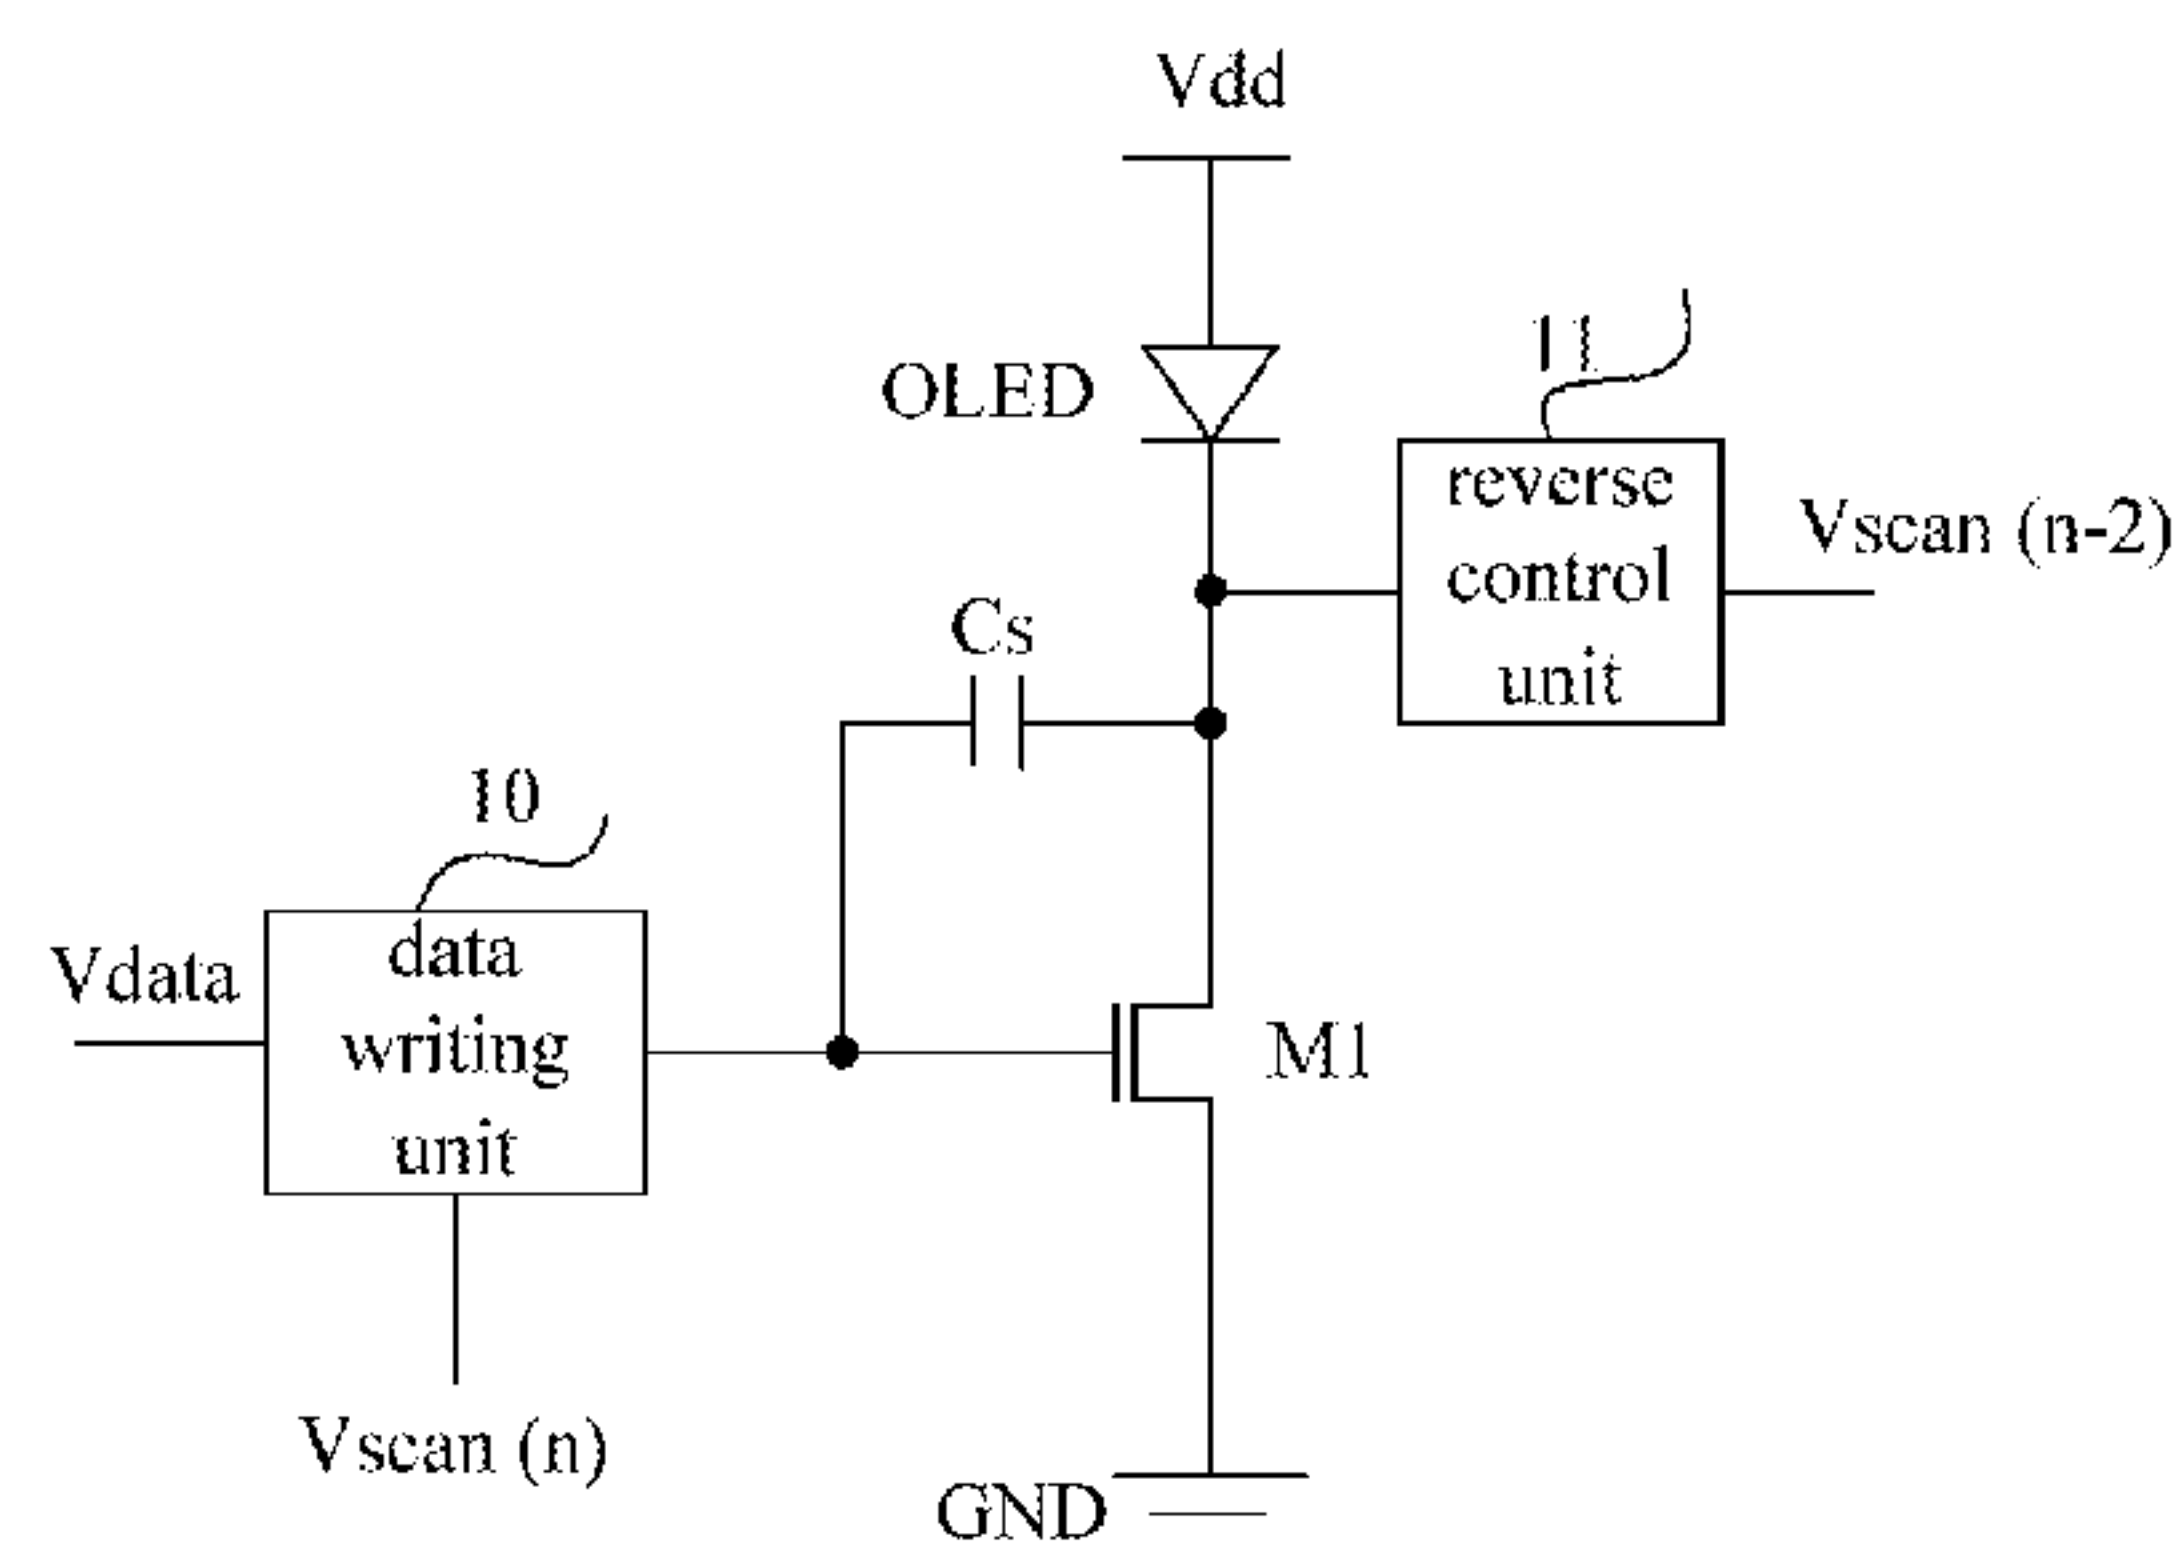 Vdd
11
OLED
reverse
control
unit
Vscan (n-2)
Cs
10
data
writing
unit
Vdata
M1
Vscan (n)
GND